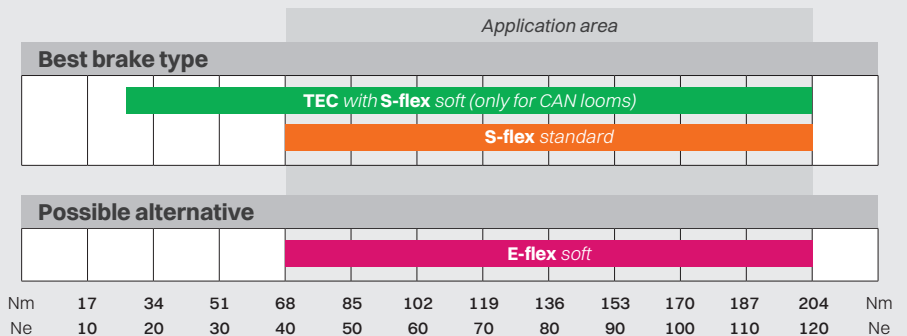 Application area
Best brake type
TEC with S-flex soft (only for CAN looms)
S-flex standard
Possible alternative
E-flex soft
Nm 17 34 51 68 85 102 119 136 153 170 187 204 Nm
Ne 10 20 30 40 50 60 70 80 90 100 110 120 Ne